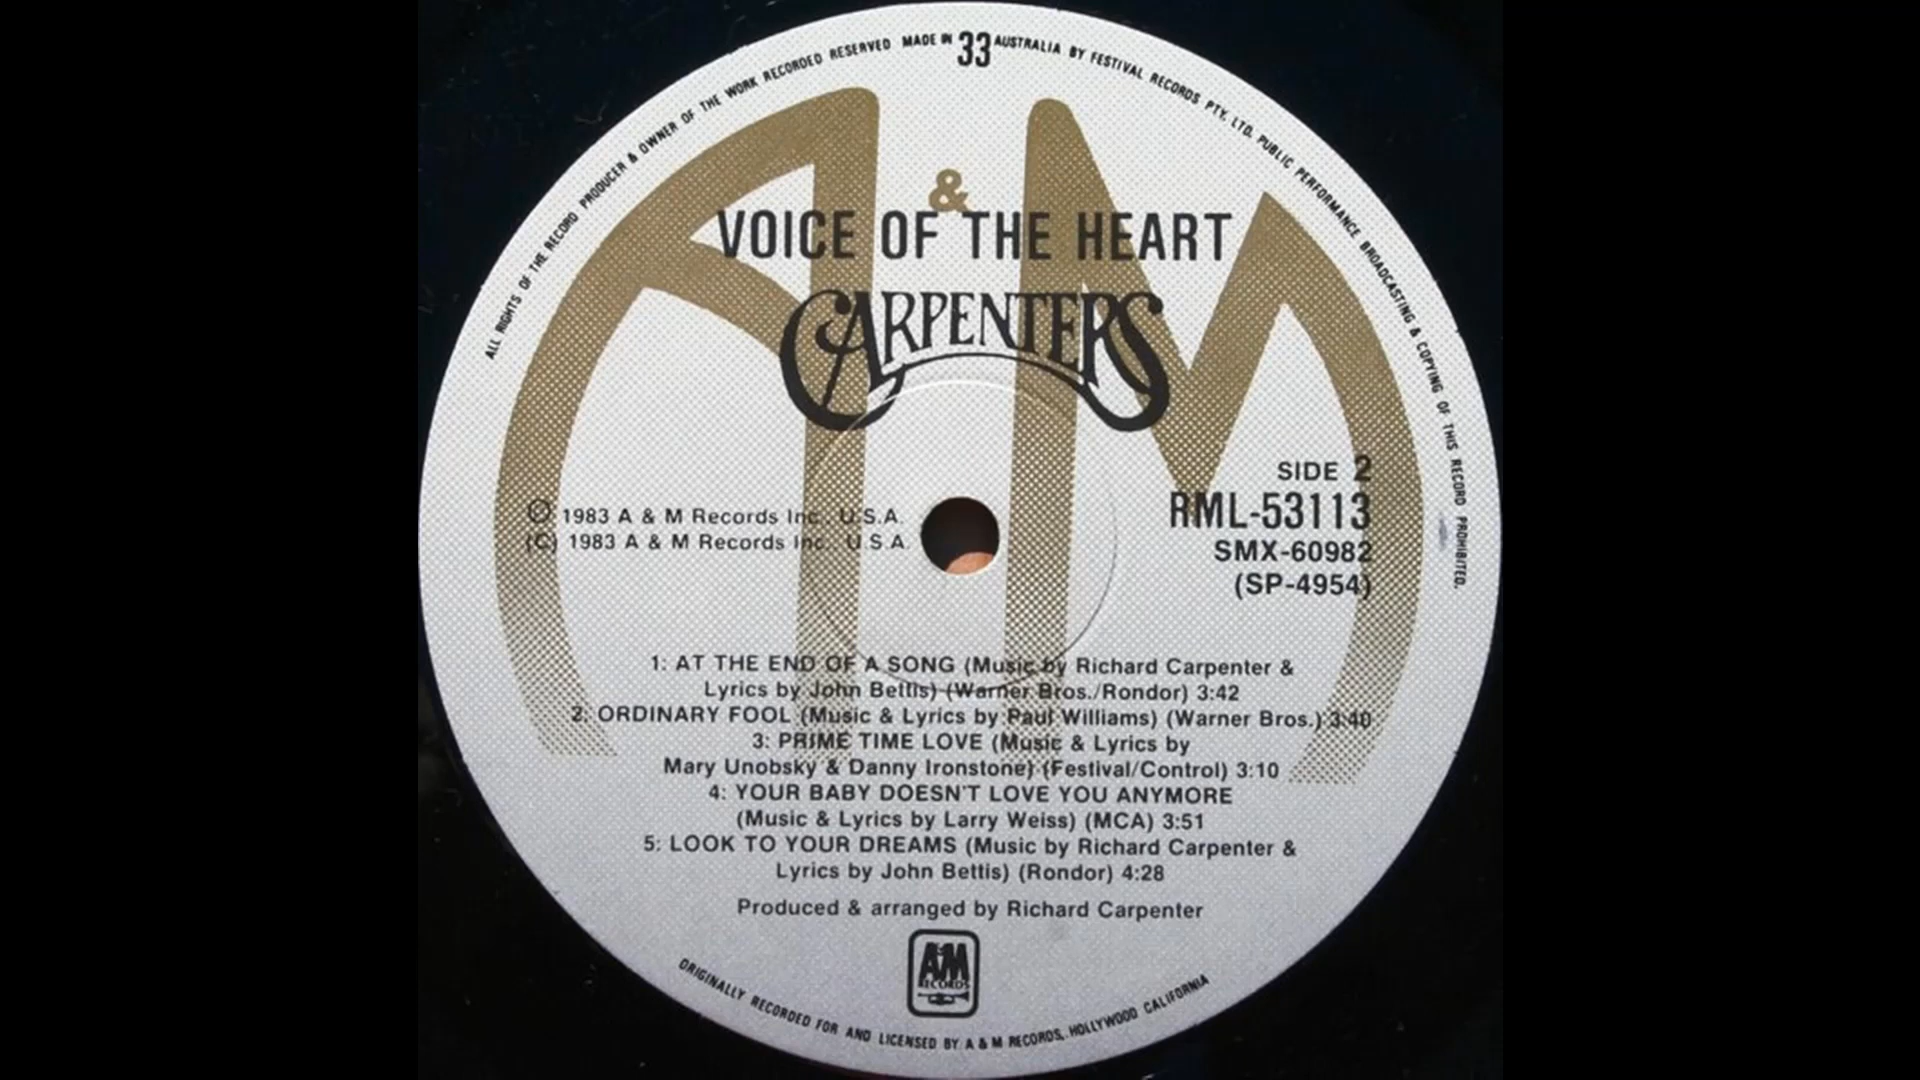 ALL RIGHTS OF THE RECORD PRODUCER & OWNER OF THE WORK RECORDED RESERVED MADE IN 33 AUSTRALIA BY FESTIVAL RECORDS PTY. LTD. PUBLIC PERFORMANCE BROADCASTING & COPYING OF THIS RECORD PROHIBITED.
&
VOICE OF THE HEART
CARPENTERS
SIDE 2
RML-53113
SMX-60982
(SP-4954)
Ⓟ 1983 A & M Records Inc., U.S.A.
(C) 1983 A & M Records Inc., U.S.A.
1: AT THE END OF A SONG (Music by Richard Carpenter &
Lyrics by John Bettis) (Warner Bros./Rondor) 3:42
2: ORDINARY FOOL (Music & Lyrics by Paul Williams) (Warner Bros.) 3:40
3: PRIME TIME LOVE (Music & Lyrics by
Mary Unobsky & Danny Ironstone) (Festival/Control) 3:10
4: YOUR BABY DOESN'T LOVE YOU ANYMORE
(Music & Lyrics by Larry Weiss) (MCA) 3:51
5: LOOK TO YOUR DREAMS (Music by Richard Carpenter &
Lyrics by John Bettis) (Rondor) 4:28
Produced & arranged by Richard Carpenter
A&M
RECORDS
ORIGINALLY RECORDED FOR AND LICENSED BY A & M RECORDS, HOLLYWOOD CALIFORNIA